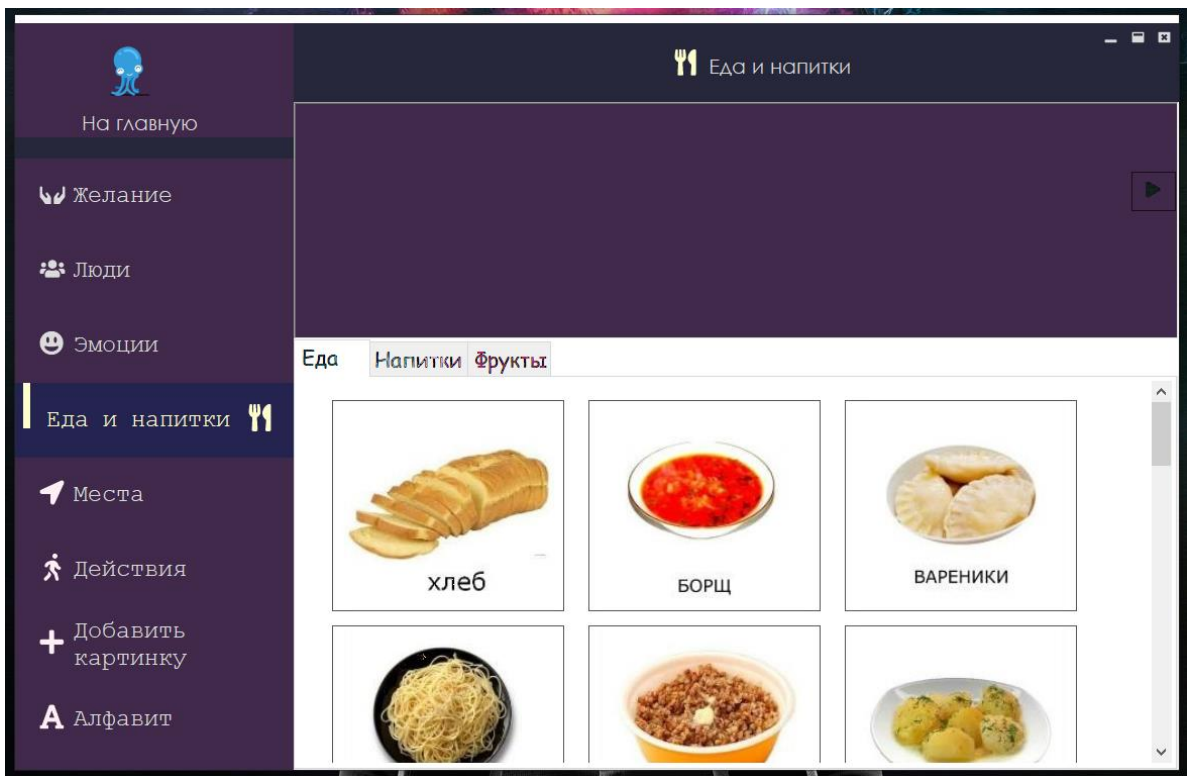 На главную
Еда и напитки
Желание
Люди
Эмоции
Еда и напитки
Места
Действия
Добавить
картинку
Алфавит
Еда
Напитки
Фрукты
хлеб
БОРЩ
ВАРЕНИКИ